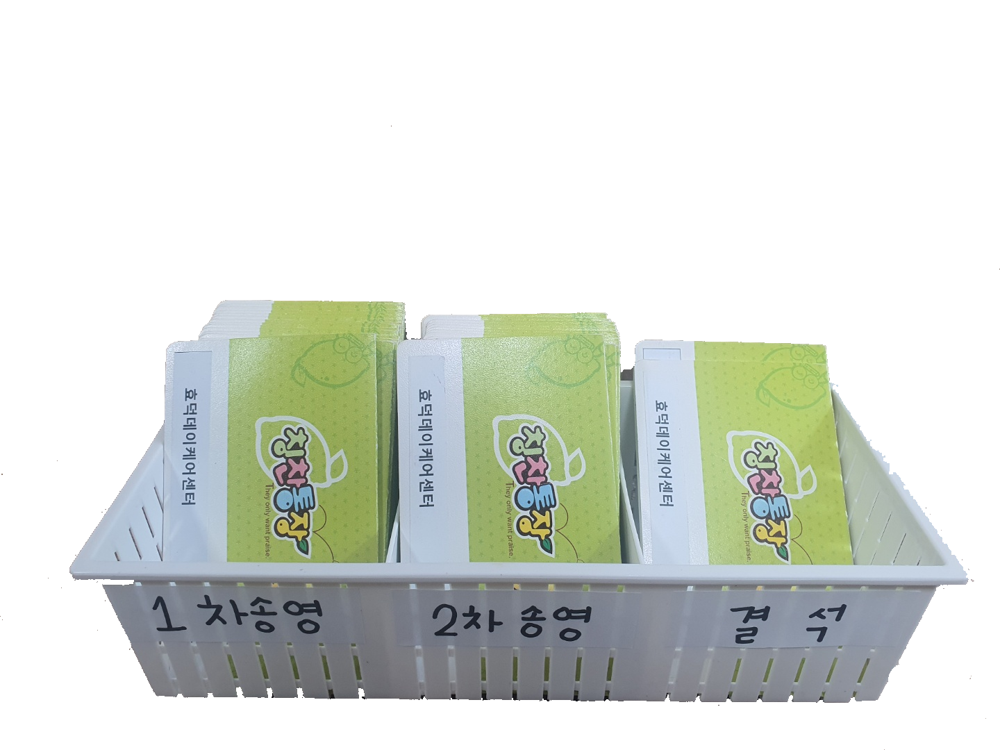 효덕데이케어센터
칭찬통장
They only want praise.
효덕데이케어센터
칭찬통장
They only want praise.
효덕데이케어센터
칭찬통장
They only want praise.
1차송영
2차송영
결석